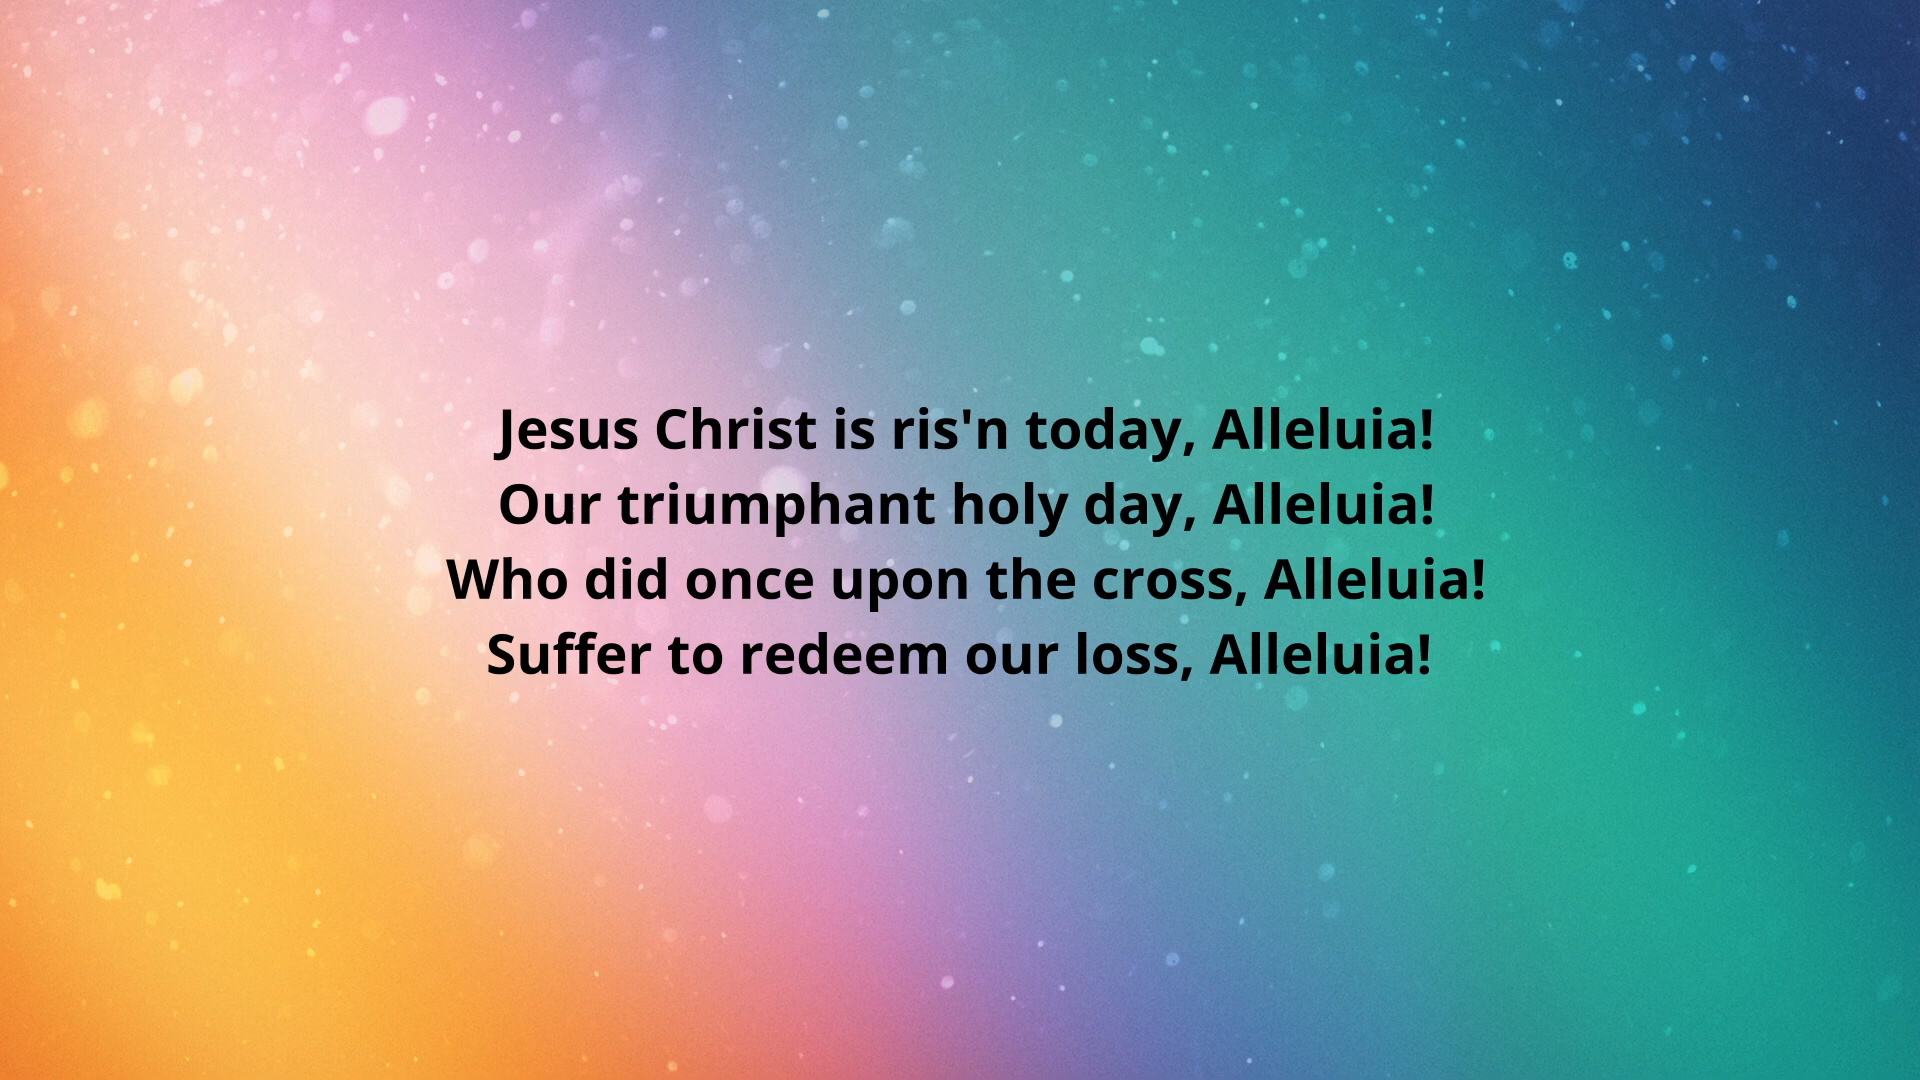 Jesus Christ is ris'n today, Alleluia!
Our triumphant holy day, Alleluia!
Who did once upon the cross, Alleluia!
Suffer to redeem our loss, Alleluia!